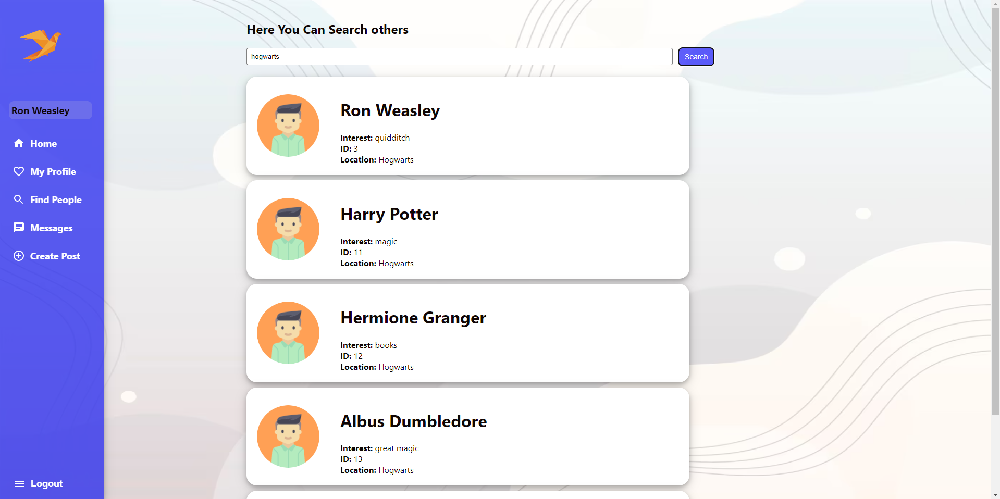 Ron Weasley
Home
My Profile
Find People
Messages
Create Post
Logout
Here You Can Search others
hogwarts
Search
Ron Weasley
Interest: quidditch
ID: 3
Location: Hogwarts
Harry Potter
Interest: magic
ID: 11
Location: Hogwarts
Hermione Granger
Interest: books
ID: 12
Location: Hogwarts
Albus Dumbledore
Interest: great magic
ID: 13
Location: Hogwarts